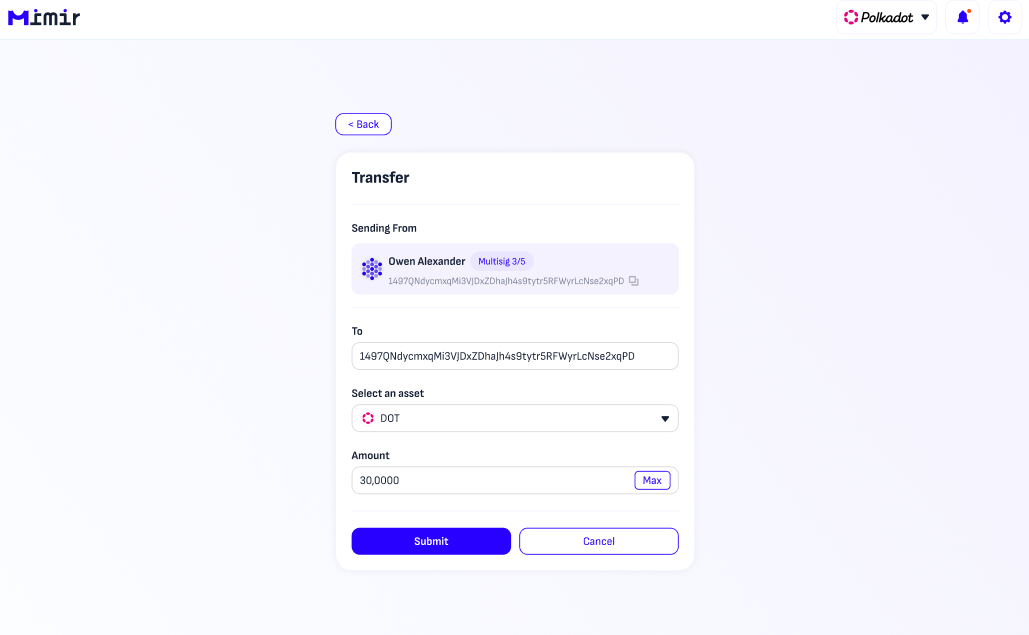 Mimir
Polkadot
< Back
Transfer
Sending From
Owen Alexander Multisig 3/5
1497QNdycmxqMi3VJDxZDhaJh4s9tytr5RFWyrLcNse2xqPD
To
1497QNdycmxqMi3VJDxZDhaJh4s9tytr5RFWyrLcNse2xqPD
Select an asset
DOT
Amount
30,0000 Max
Submit Cancel